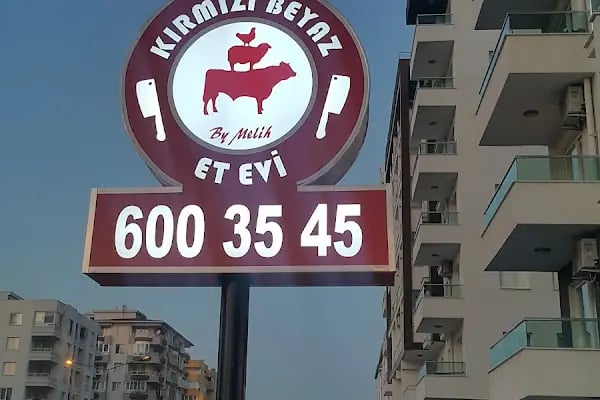 KIRMIZI BEYAZ
By Melih
ET EVİ
600 35 45